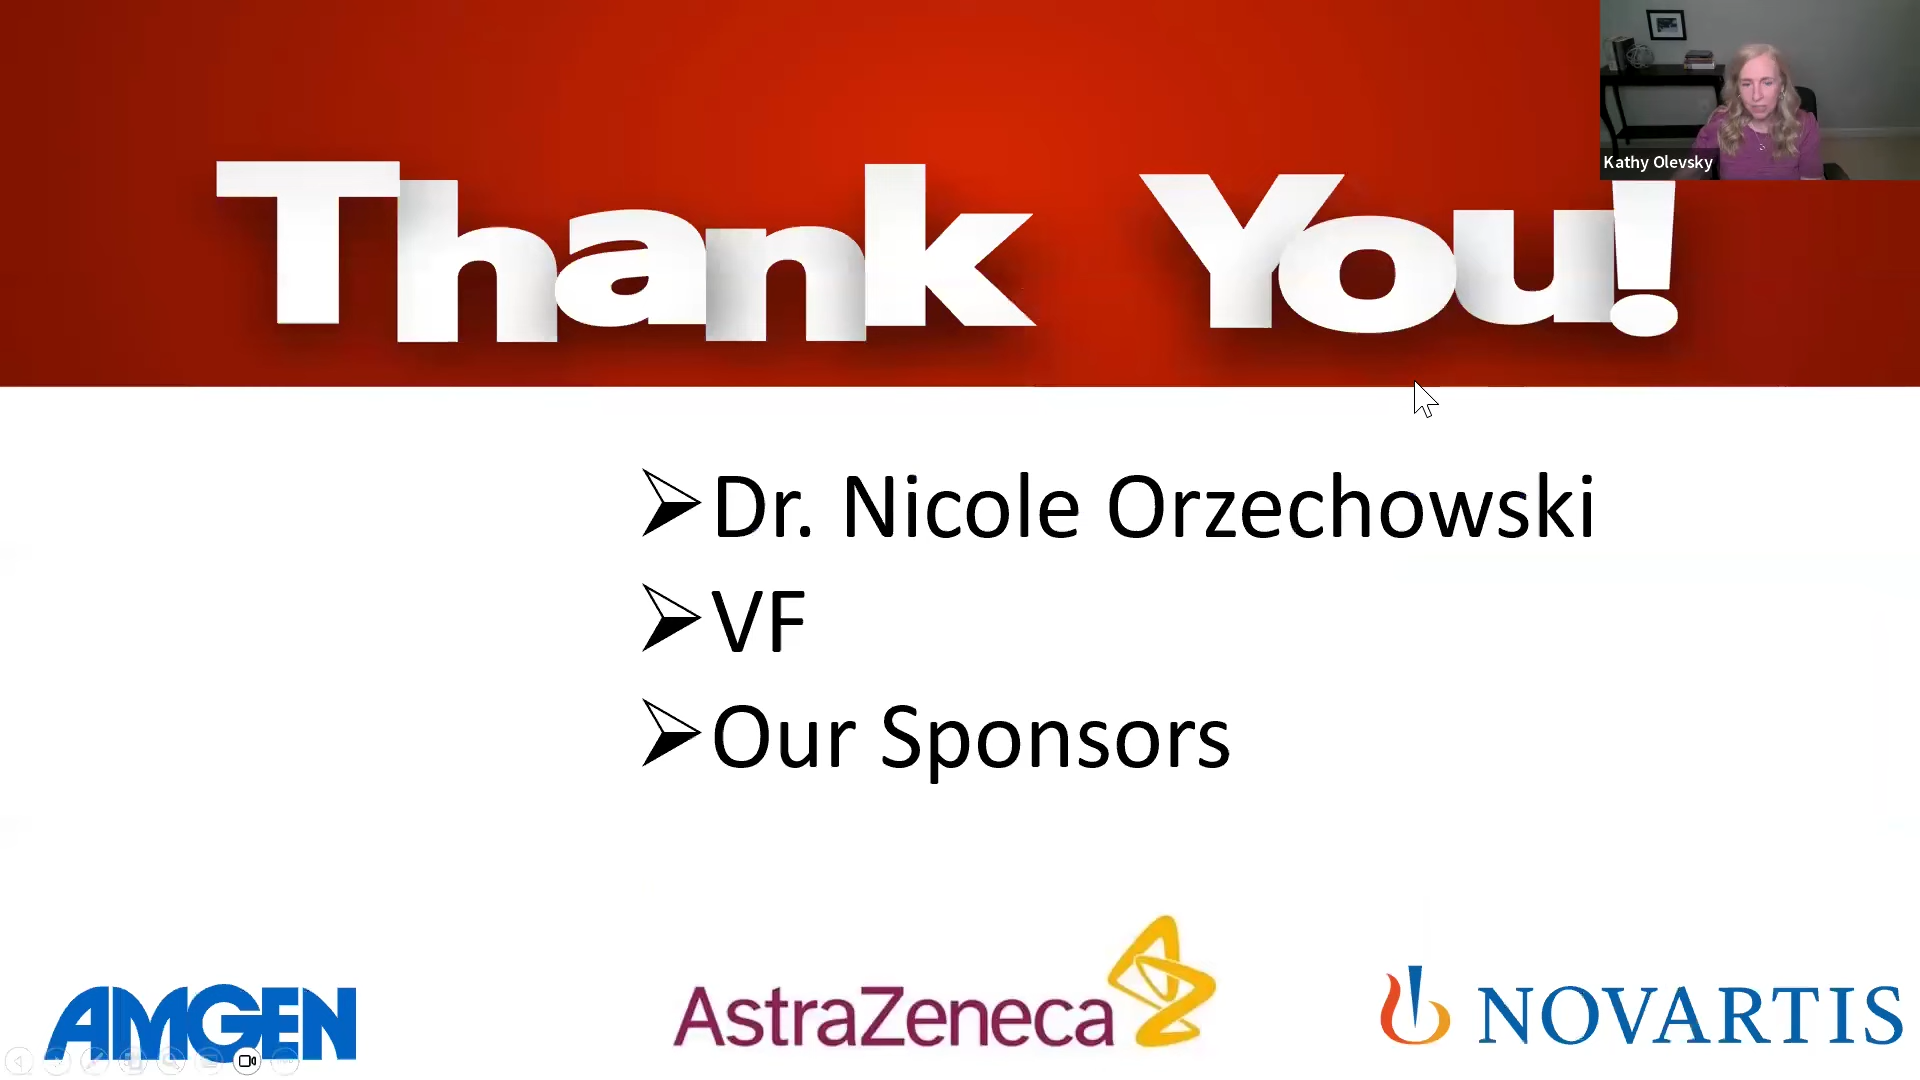 Thank You!
Kathy Olevsky
Dr. Nicole Orzechowski
VF
Our Sponsors
AMGEN
AstraZeneca
NOVARTIS